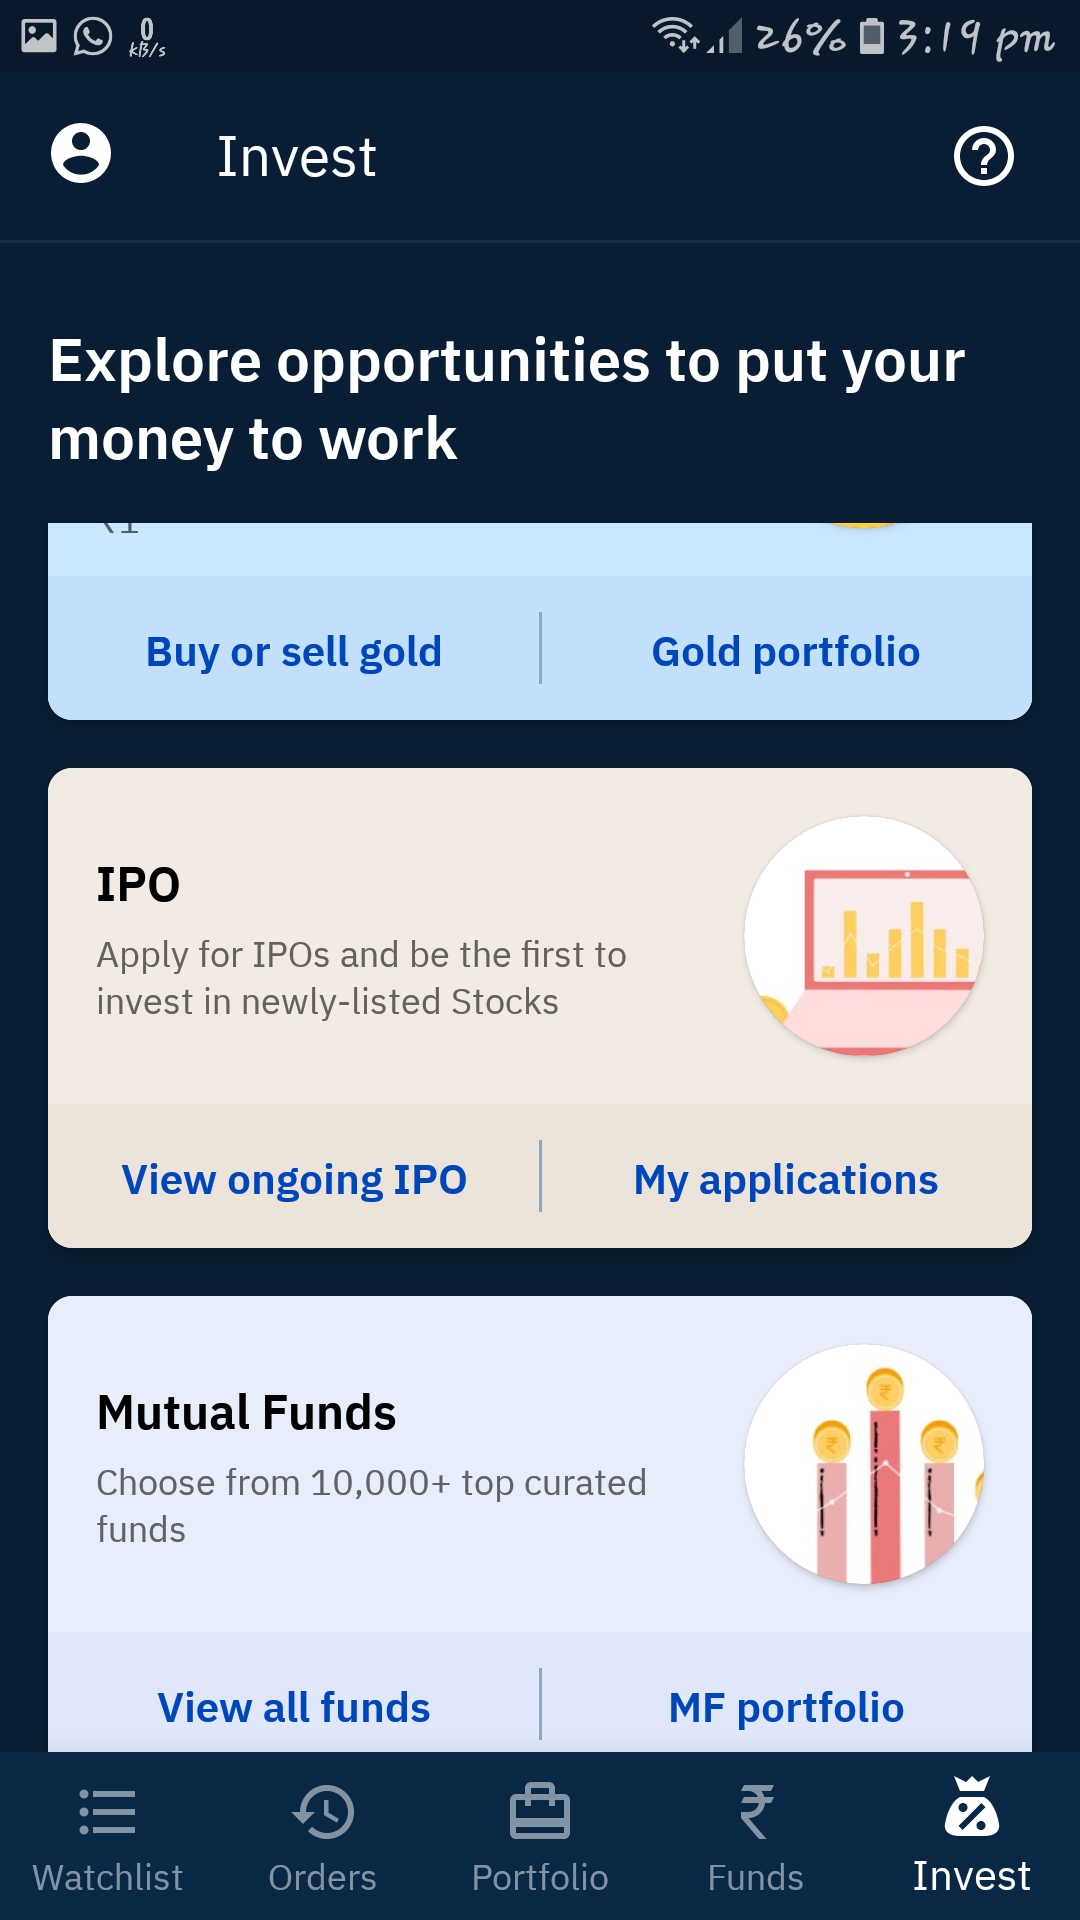 0
KB/s
26%
3:19 pm
Invest
Explore opportunities to put your
money to work
₹1
Buy or sell gold
Gold portfolio
IPO
Apply for IPOs and be the first to
invest in newly-listed Stocks
View ongoing IPO
My applications
Mutual Funds
Choose from 10,000+ top curated
funds
View all funds
MF portfolio
Watchlist
Orders
Portfolio
Funds
Invest